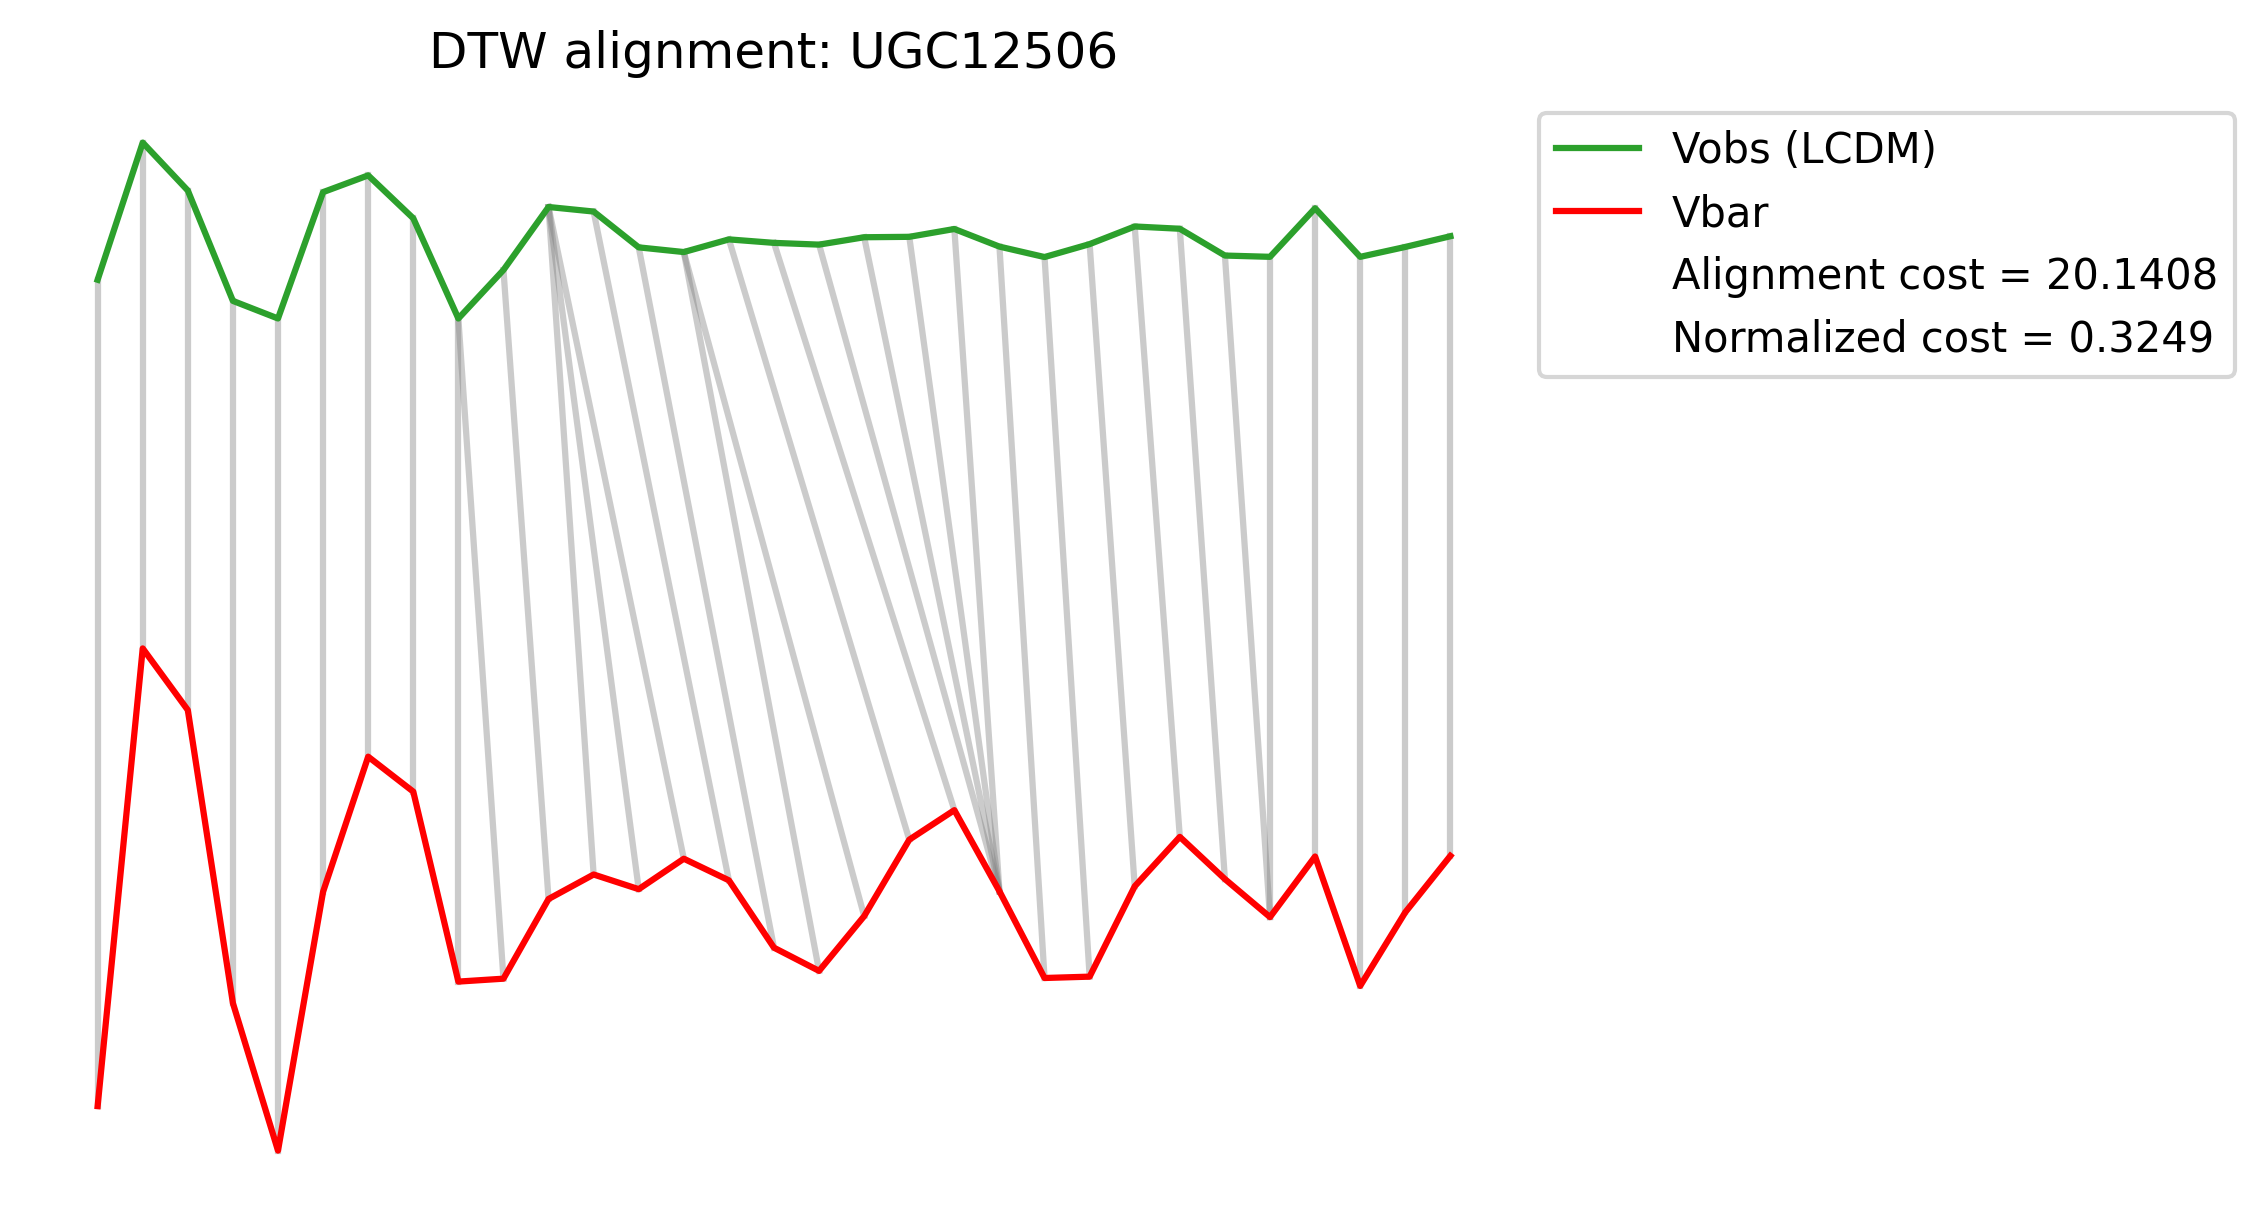 DTW alignment: UGC12506
Vobs (LCDM)
Vbar
Alignment cost = 20.1408
Normalized cost = 0.3249